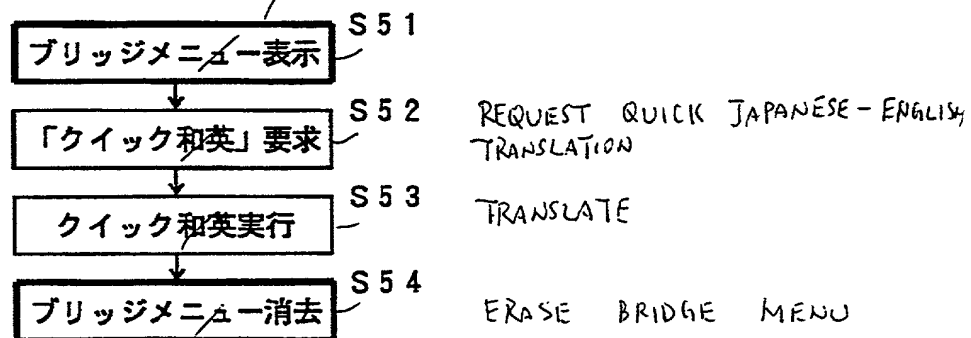 S51
ブリッジメニュー表示
S52
「クイック和英」要求
REQUEST QUICK JAPANESE-ENGLISH
TRANSLATION
S53
クイック和英実行
TRANSLATE
S54
ブリッジメニュー消去
ERASE BRIDGE MENU